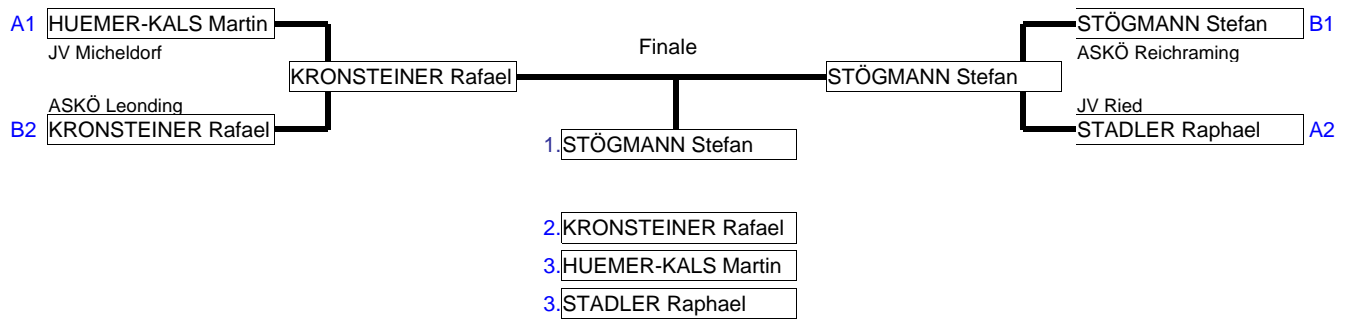 A1 HUEMER-KALS Martin
JV Micheldorf
ASKÖ Leonding
B2 KRONSTEINER Rafael
KRONSTEINER Rafael
Finale
STÖGMANN Stefan
STÖGMANN Stefan B1
ASKÖ Reichraming
JV Ried
STADLER Raphael A2
1. STÖGMANN Stefan
2. KRONSTEINER Rafael
3. HUEMER-KALS Martin
3. STADLER Raphael